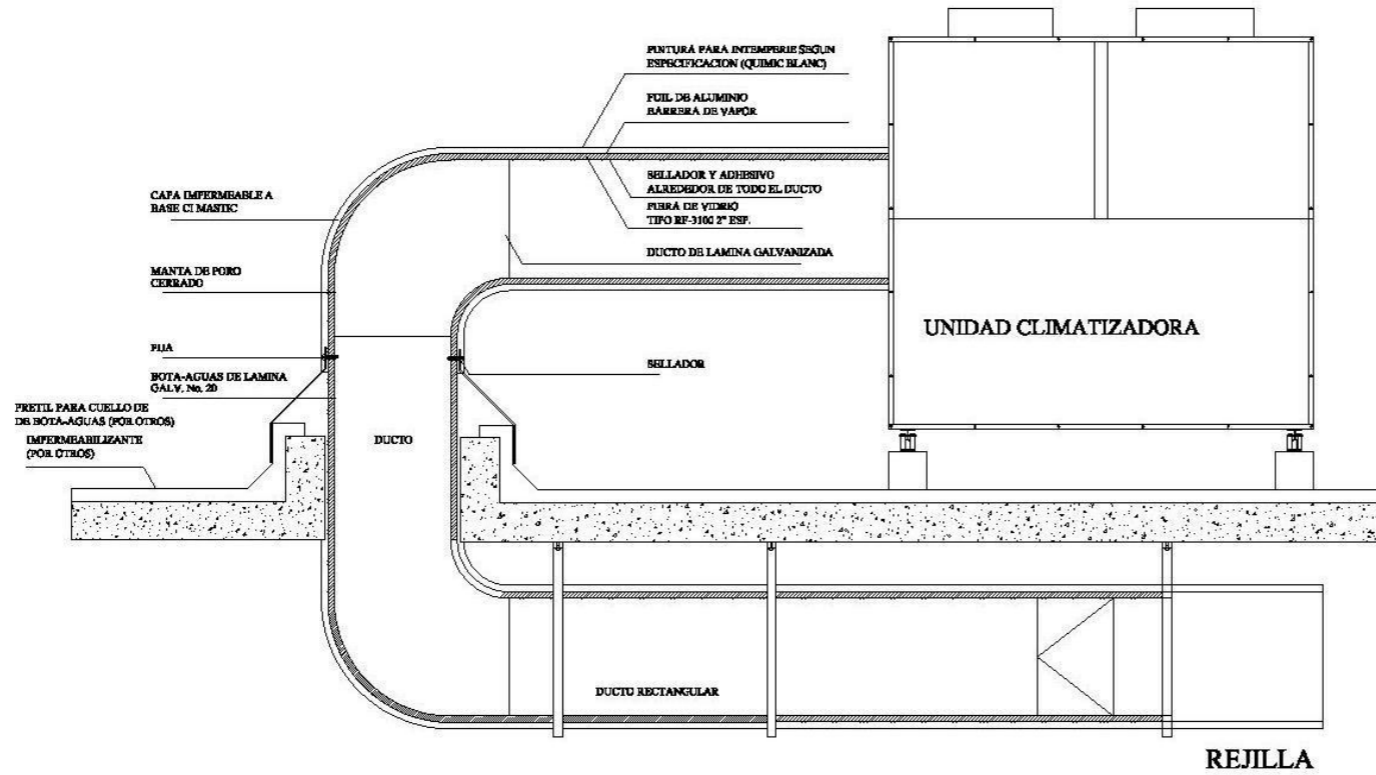 PINTURA PARA INTEMPERIE SEGUN
ESPECIFICACION (QUIMIC BLANC)
FOIL DE ALUMINIO
BARRERA DE VAPOR
SELLADOR Y ADHESIVO
ALREDEDOR DE TODO EL DUCTO
FIBRA DE VIDRIO
TIPO RF-3100 2" ESP.
DUCTO DE LAMINA GALVANIZADA
CAPA IMPERMEABLE A
BASE CI MASTIC
MANTA DE PORO
CERRADO
UNIDAD CLIMATIZADORA
PIJA
SELLADOR
BOTA-AGUAS DE LAMINA
GALV. No. 20
PRETIL PARA CUELLO DE
DE BOTA-AGUAS (POR OTROS)
IMPERMEABILIZANTE
(POR OTROS)
DUCTO
DUCTO RECTANGULAR
REJILLA